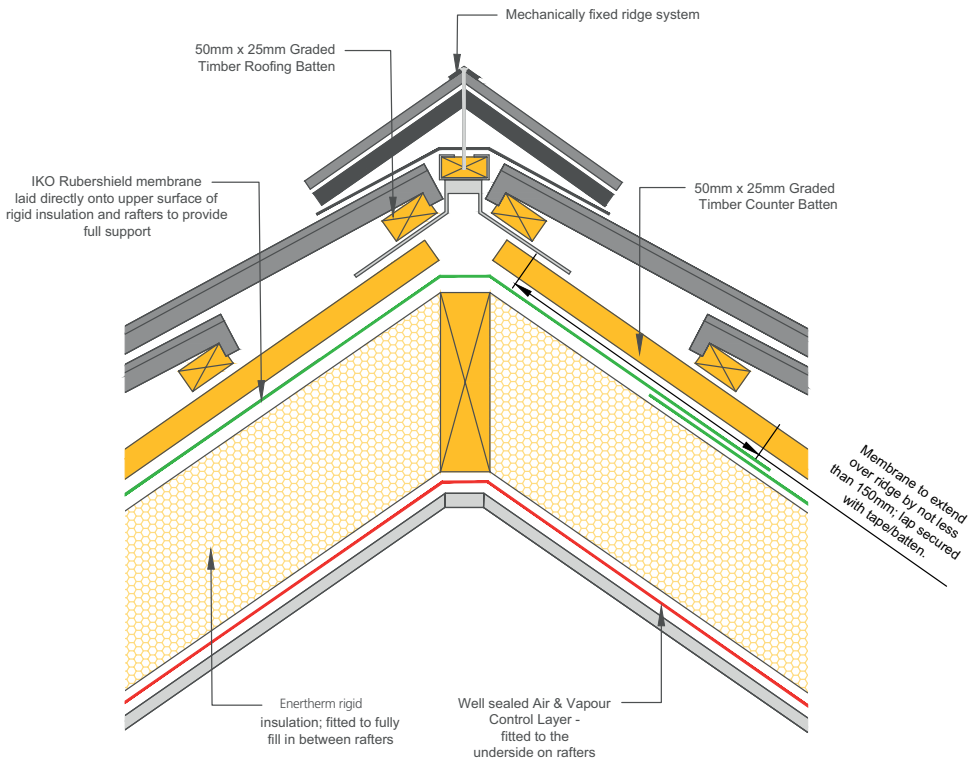 Mechanically fixed ridge system
50mm x 25mm Graded
Timber Roofing Batten
IKO Rubershield membrane
laid directly onto upper surface of
rigid insulation and rafters to provide
full support
50mm x 25mm Graded
Timber Counter Batten
Membrane to extend
over ridge by not less
than 150mm; lap secured
with tape/batten.
Enertherm rigid
insulation; fitted to fully
fill in between rafters
Well sealed Air & Vapour
Control Layer -
fitted to the
underside on rafters